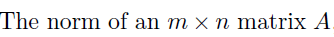 The norm of an m × n matrix A